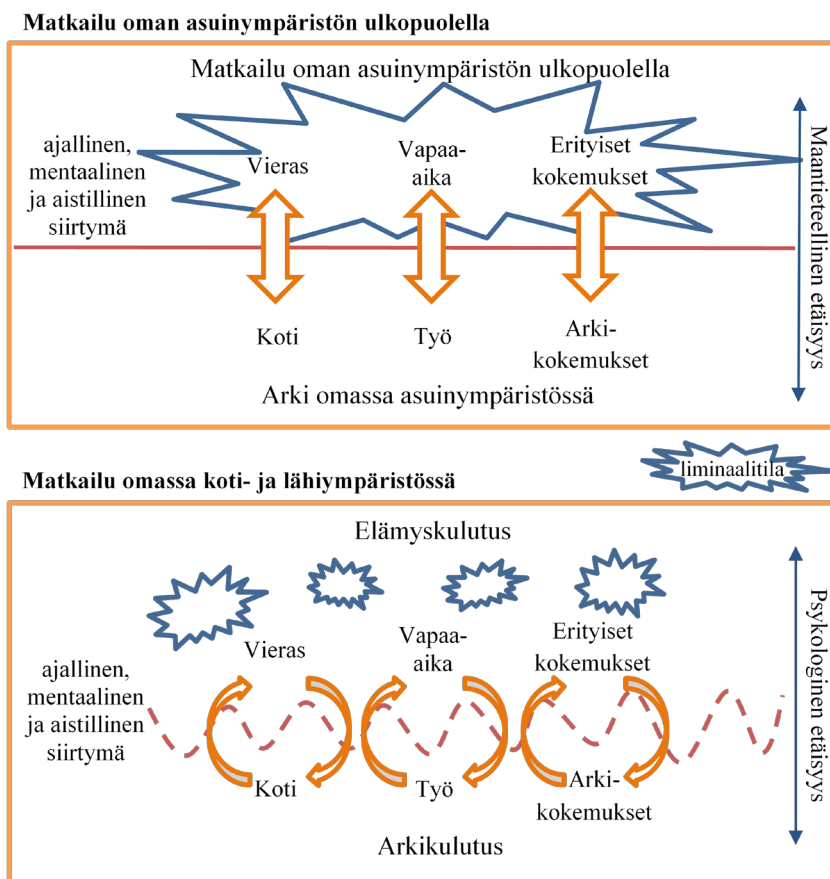 Matkailu oman asuinympäristön ulkopuolella
Matkailu oman asuinympäristön ulkopuolella
ajallinen,
mentaalinen
ja aistillinen
siirtymä
Vieras
Vapaa-
aika
Erityiset
kokemukset
Maantieteellinen etäisyys
Koti
Työ
Arki-
kokemukset
Arki omassa asuinympäristössä
liminaalitila
Matkailu omassa koti- ja lähiympäristössä
Elämyskulutus
Vieras
Vapaa-
aika
Erityiset
kokemukset
ajallinen,
mentaalinen
ja aistillinen
siirtymä
Psykologinen etäisyys
Koti
Työ
Arki-
kokemukset
Arkikulutus